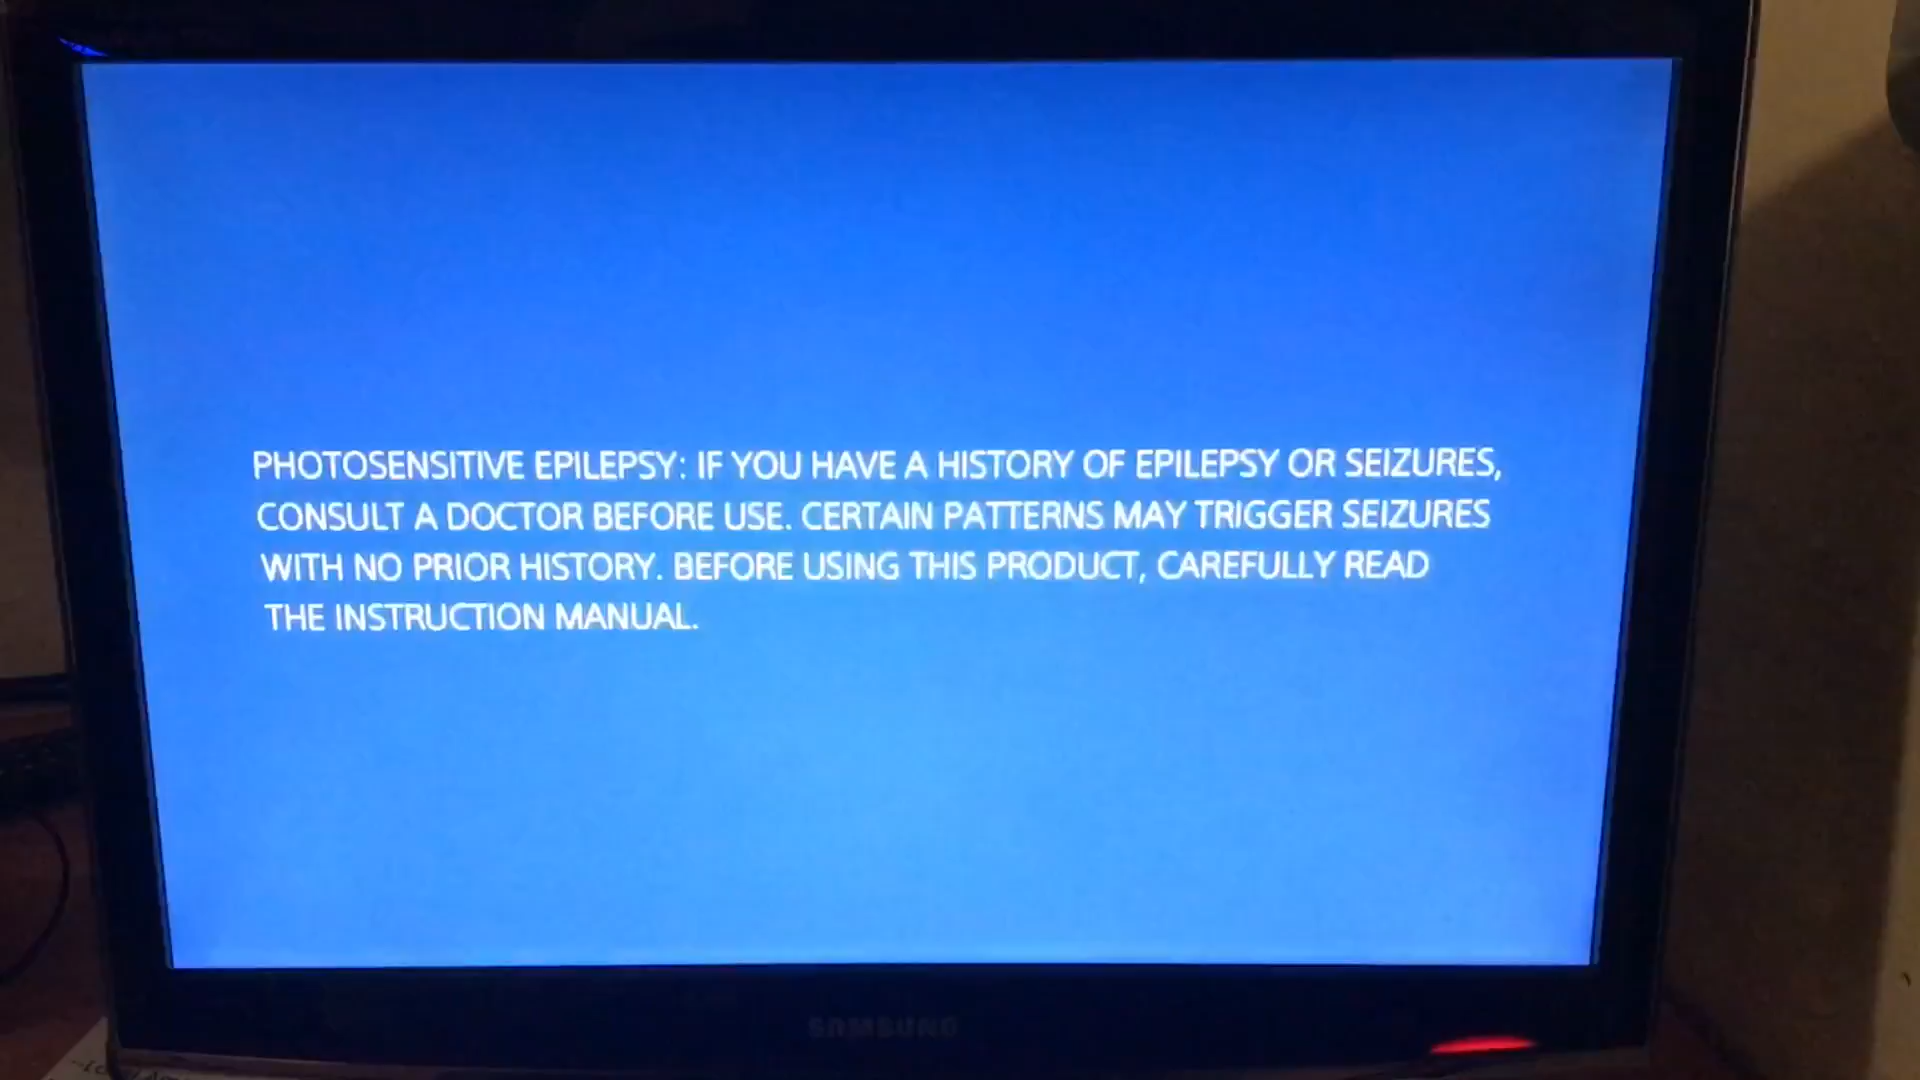 PHOTOSENSITIVE EPILEPSY: IF YOU HAVE A HISTORY OF EPILEPSY OR SEIZURES,
CONSULT A DOCTOR BEFORE USE. CERTAIN PATTERNS MAY TRIGGER SEIZURES
WITH NO PRIOR HISTORY. BEFORE USING THIS PRODUCT, CAREFULLY READ
THE INSTRUCTION MANUAL.
SAMSUNG